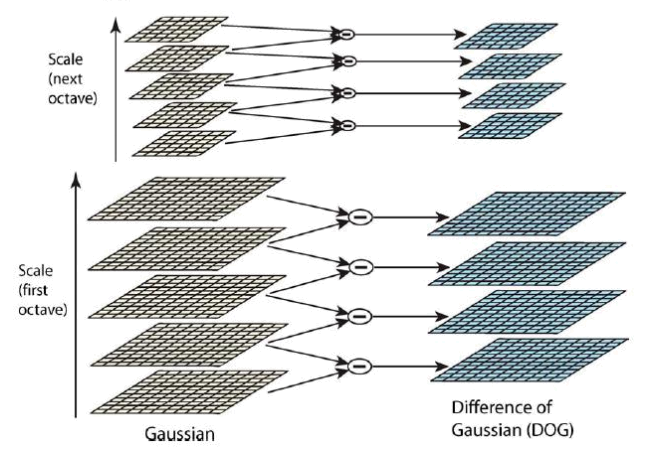 Scale
(next
octave)
Scale
(first
octave)
Gaussian
Difference of
Gaussian (DOG)